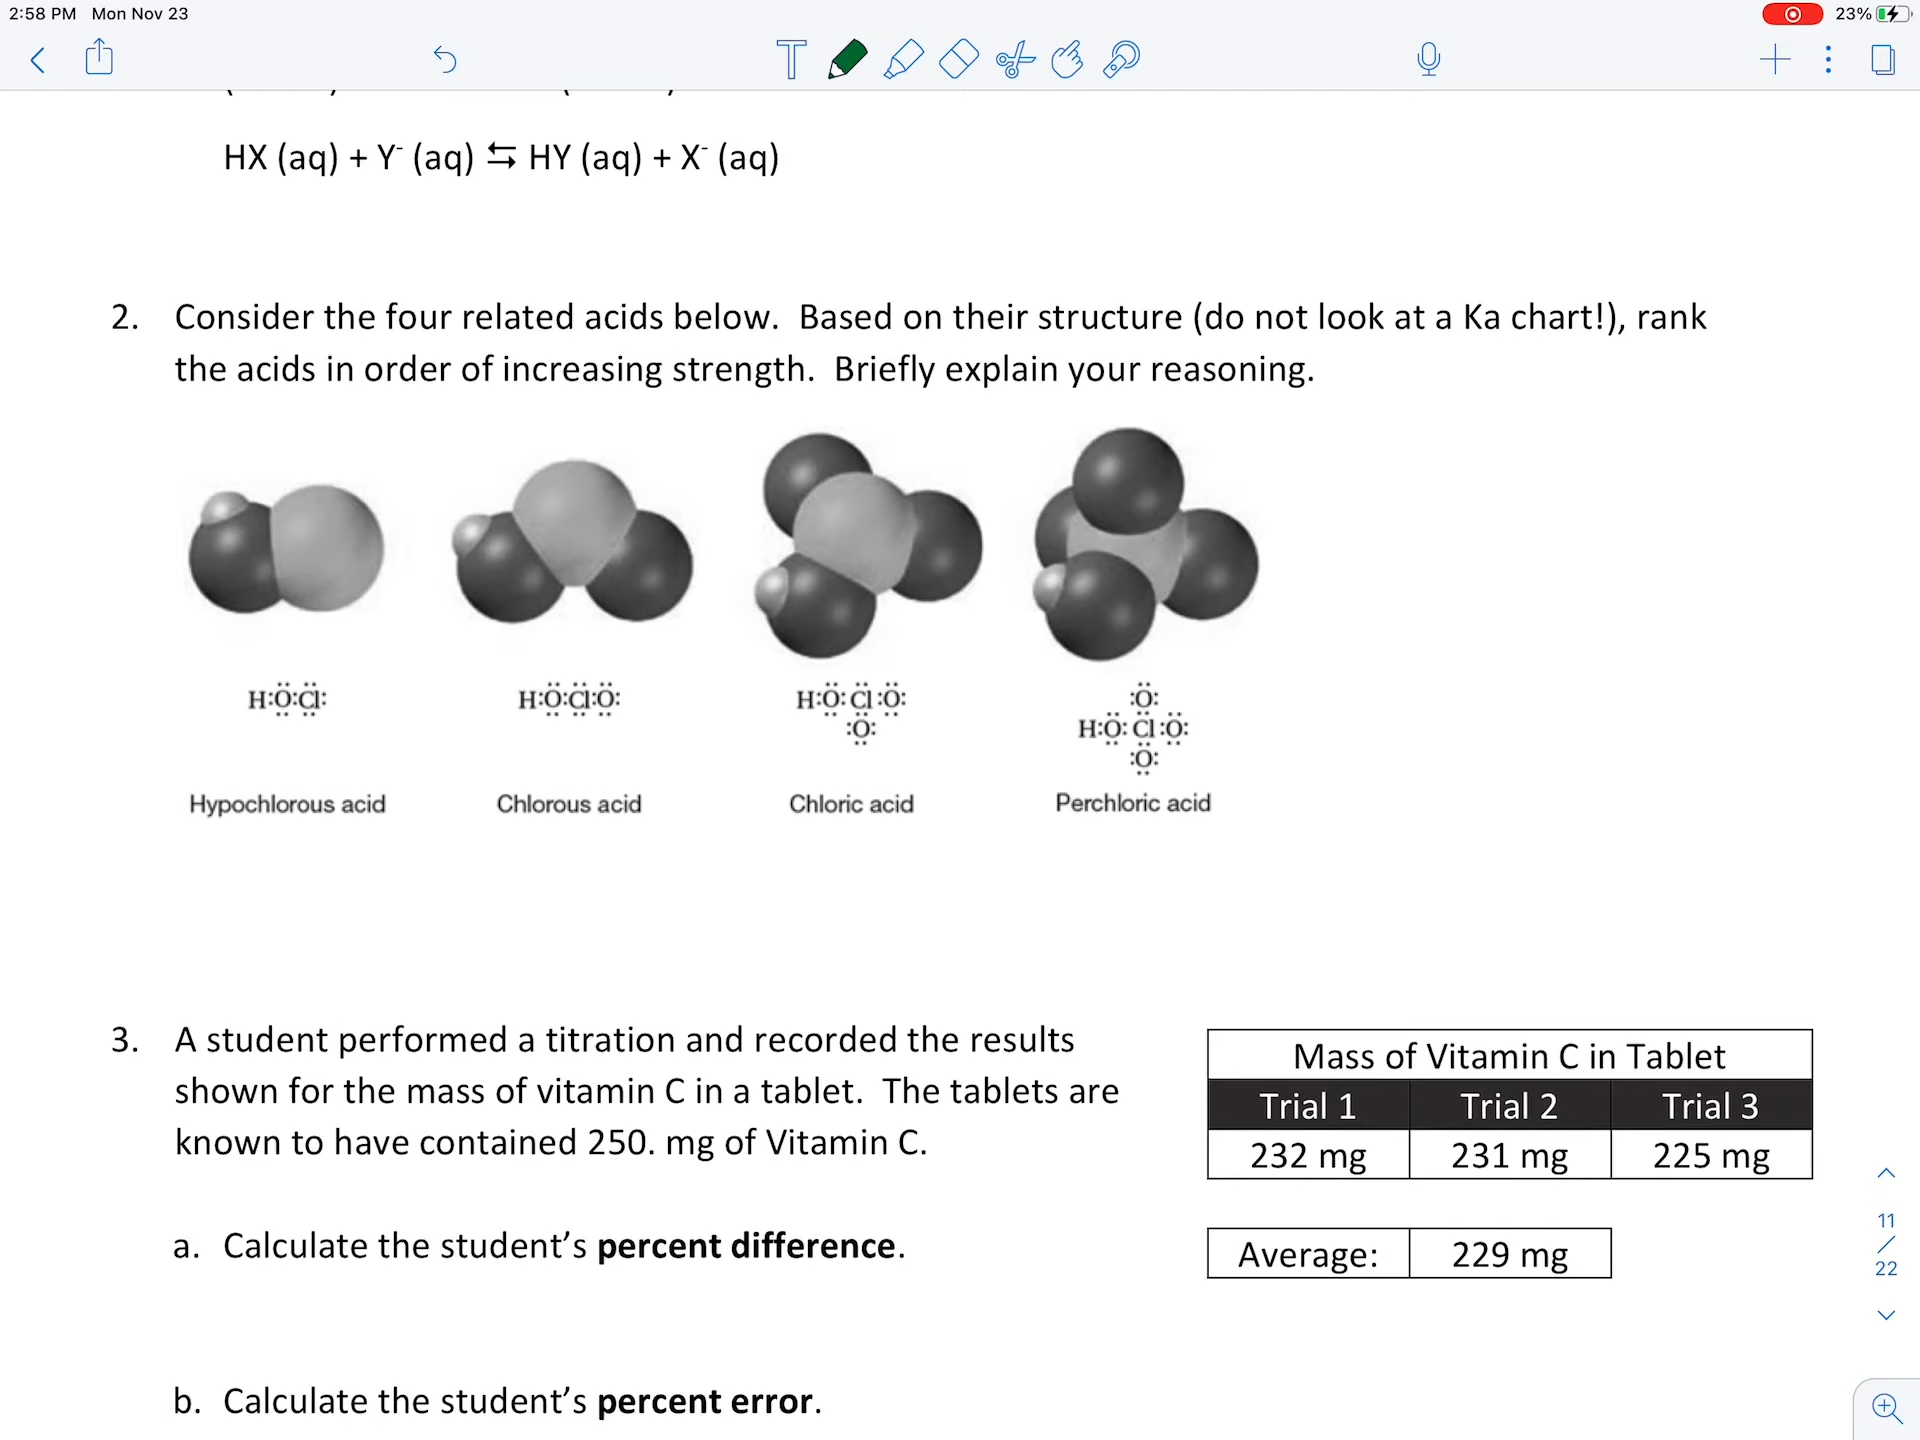 2:58 PM Mon Nov 23
23%
HX (aq) + Y⁻ (aq) ⇆ HY (aq) + X⁻ (aq)
2. Consider the four related acids below. Based on their structure (do not look at a Ka chart!), rank
the acids in order of increasing strength. Briefly explain your reasoning.
H:Ö:Cl:
H:Ö:Cl:Ö:
H:Ö:Cl:Ö:
:Ö:
:Ö:
H:Ö:Cl:Ö:
:Ö:
Hypochlorous acid
Chlorous acid
Chloric acid
Perchloric acid
3. A student performed a titration and recorded the results
shown for the mass of vitamin C in a tablet. The tablets are
known to have contained 250. mg of Vitamin C.
Mass of Vitamin C in Tablet
Trial 1 Trial 2 Trial 3
232 mg 231 mg 225 mg
a. Calculate the student’s percent difference.
Average: 229 mg
b. Calculate the student’s percent error.
11
/
22